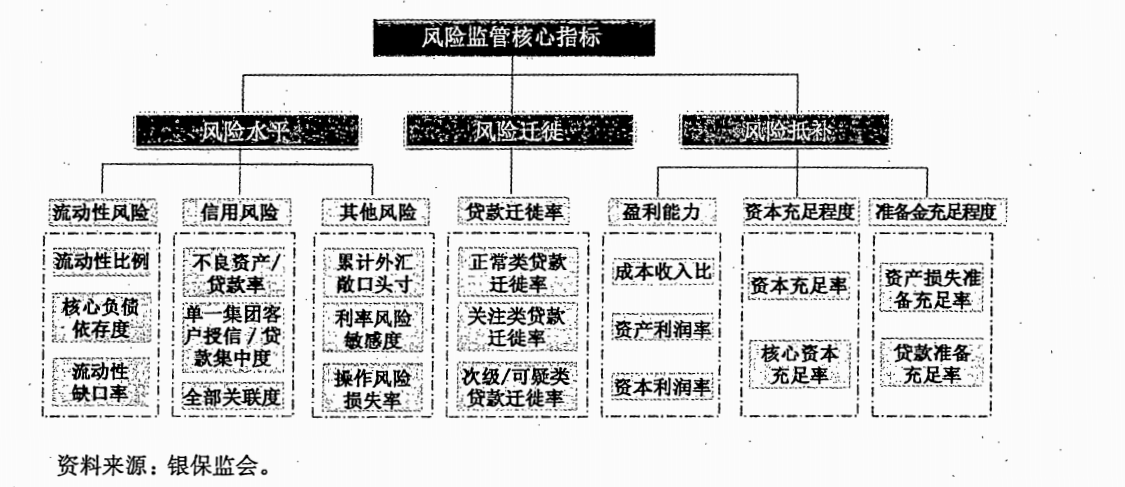 风险监管核心指标
风险水平
风险迁徙
风险抵补
流动性风险
信用风险
其他风险
贷款迁徙率
盈利能力
资本充足程度
准备金充足程度
流动性比例
核心负债
依存度
流动性
缺口率
不良资产/
贷款率
单一集团客
户授信/贷
款集中度
全部关联度
累计外汇
敞口头寸
利率风险
敏感度
操作风险
损失率
正常类贷款
迁徙率
关注类贷款
迁徙率
次级/可疑类
贷款迁徙率
成本收入比
资产利润率
资本利润率
资本充足率
核心资本
充足率
资产损失准
备充足率
贷款准备
充足率
资料来源：银保监会。